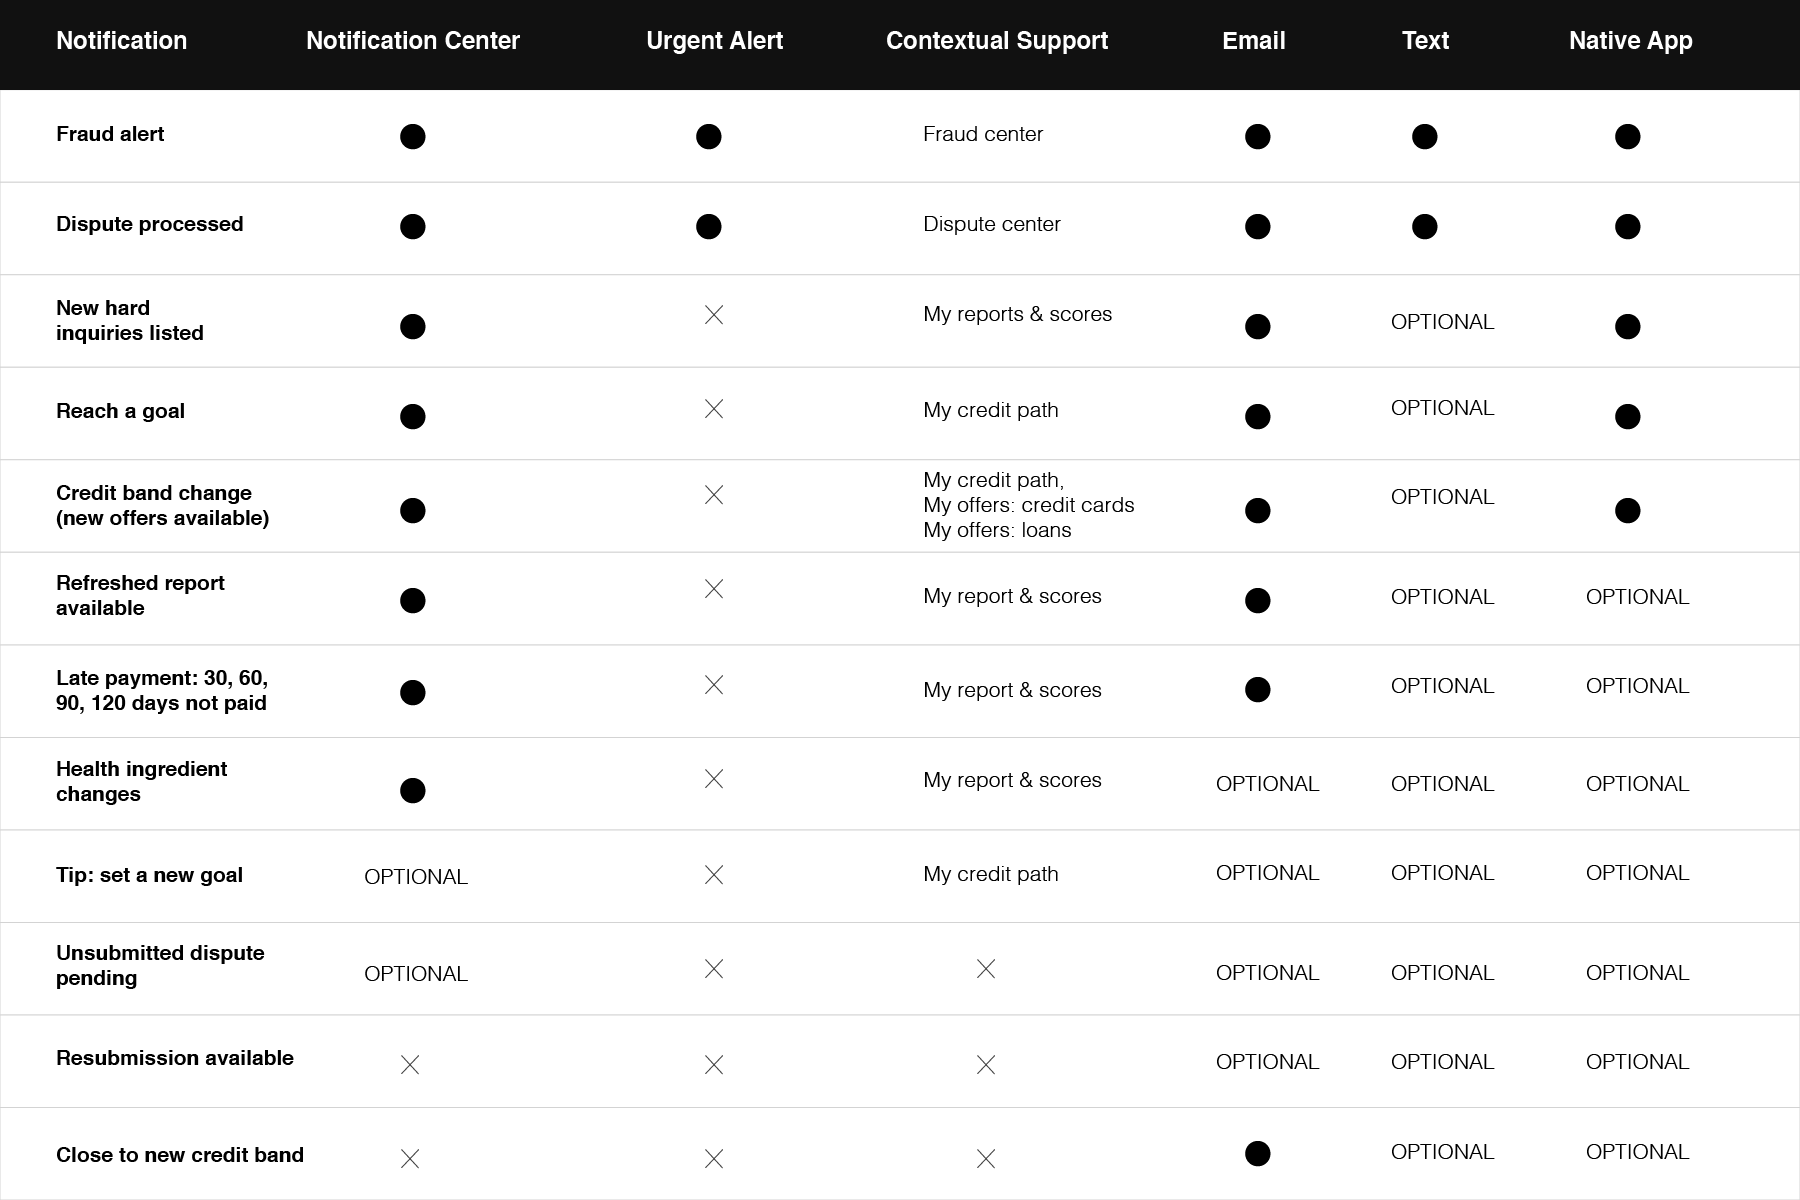 Notification Notification Center Urgent Alert Contextual Support Email Text Native App
Fraud alert Fraud center
Dispute processed Dispute center
New hard
inquiries listed My reports & scores OPTIONAL
Reach a goal My credit path OPTIONAL
Credit band change
(new offers available) My credit path,
My offers: credit cards
My offers: loans OPTIONAL
Refreshed report
available My report & scores OPTIONAL OPTIONAL
Late payment: 30, 60,
90, 120 days not paid My report & scores OPTIONAL OPTIONAL
Health ingredient
changes My report & scores OPTIONAL OPTIONAL OPTIONAL
Tip: set a new goal OPTIONAL My credit path OPTIONAL OPTIONAL OPTIONAL
Unsubmitted dispute
pending OPTIONAL OPTIONAL OPTIONAL OPTIONAL
Resubmission available OPTIONAL OPTIONAL OPTIONAL
Close to new credit band OPTIONAL OPTIONAL